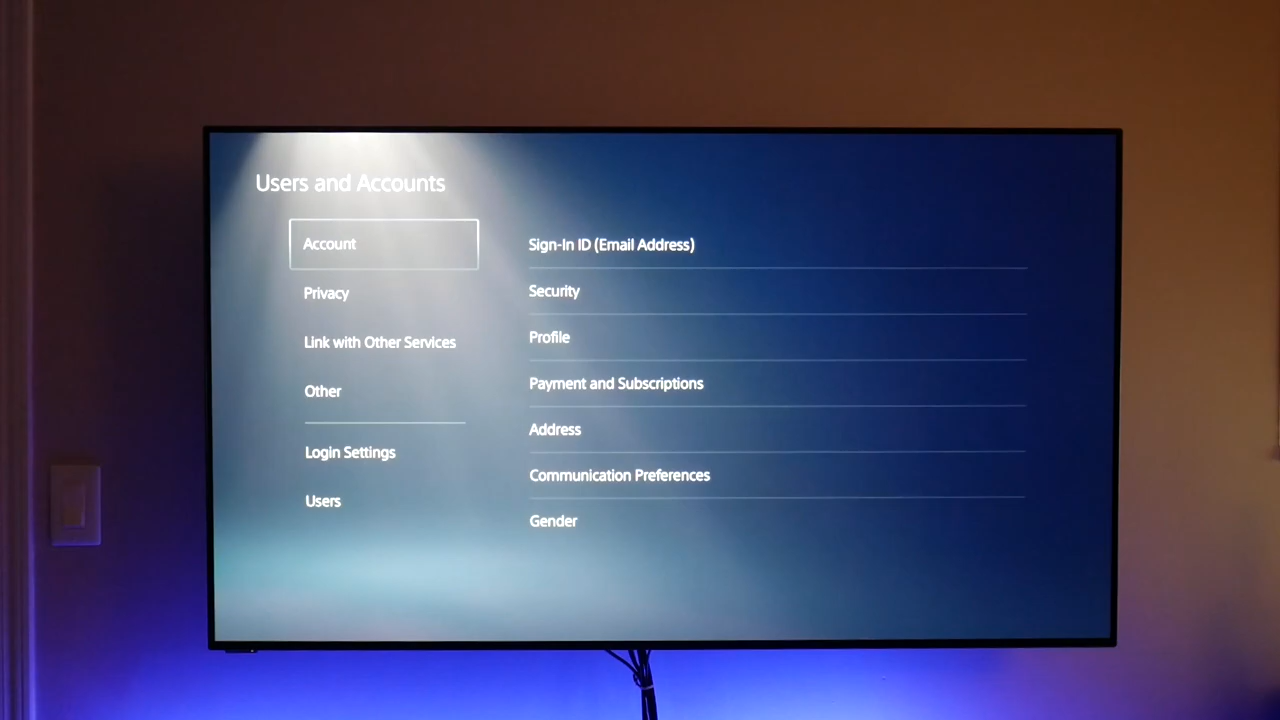 Users and Accounts
Account
Privacy
Link with Other Services
Other
Login Settings
Users
Sign-In ID (Email Address)
Security
Profile
Payment and Subscriptions
Address
Communication Preferences
Gender